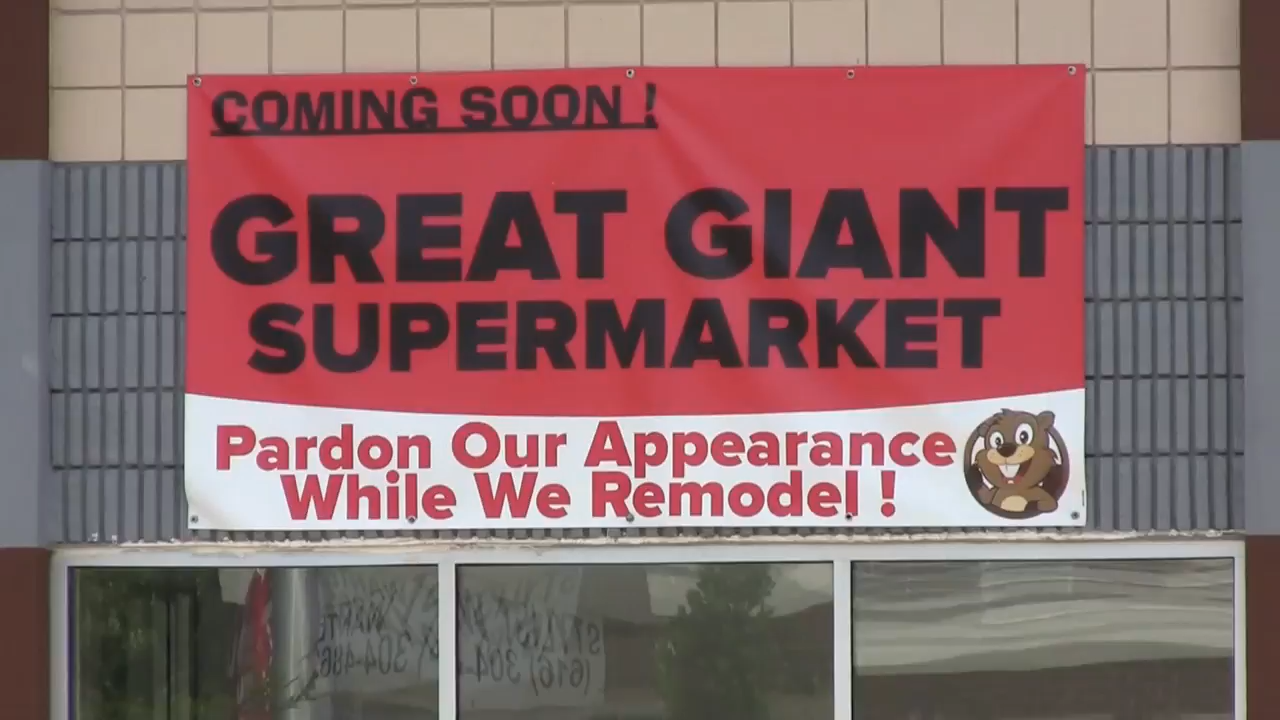 COMING SOON !
GREAT GIANT
SUPERMARKET
Pardon Our Appearance
While We Remodel !